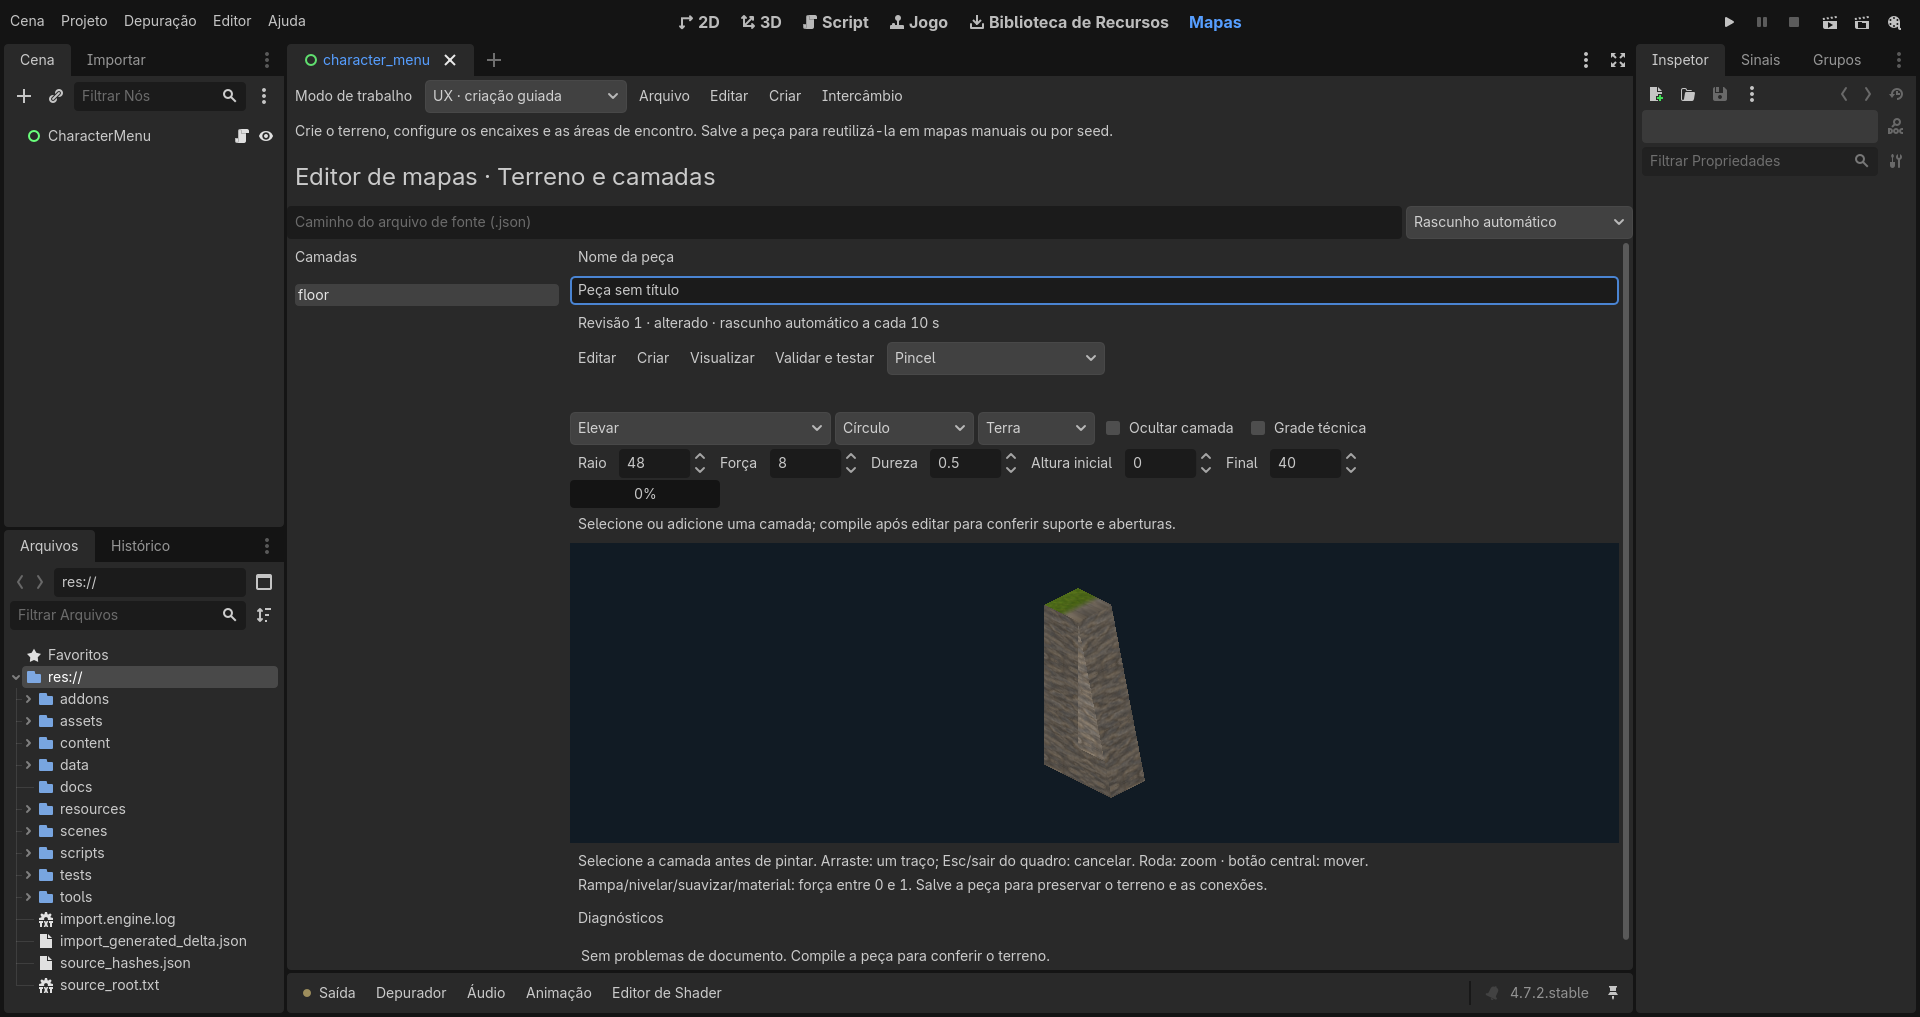 Cena Projeto Depuração Editor Ajuda
2D 3D Script Jogo Biblioteca de Recursos Mapas
Cena Importar
Filtrar Nós
CharacterMenu
character_menu
Modo de trabalho UX · criação guiada Arquivo Editar Criar Intercâmbio
Crie o terreno, configure os encaixes e as áreas de encontro. Salve a peça para reutilizá-la em mapas manuais ou por seed.
Editor de mapas · Terreno e camadas
Caminho do arquivo de fonte (.json) Rascunho automático
Camadas
floor
Nome da peça
Peça sem título
Revisão 1 · alterado · rascunho automático a cada 10 s
Editar Criar Visualizar Validar e testar Pincel
Elevar Círculo Terra Ocultar camada Grade técnica
Raio 48 Força 8 Dureza 0.5 Altura inicial 0 Final 40
0%
Selecione ou adicione uma camada; compile após editar para conferir suporte e aberturas.
Selecione a camada antes de pintar. Arraste: um traço; Esc/sair do quadro: cancelar. Roda: zoom · botão central: mover.
Rampa/nivelar/suavizar/material: força entre 0 e 1. Salve a peça para preservar o terreno e as conexões.
Diagnósticos
Sem problemas de documento. Compile a peça para conferir o terreno.
Arquivos Histórico
res://
Filtrar Arquivos
Favoritos
res://
addons
assets
content
data
docs
resources
scenes
scripts
tests
tools
import.engine.log
import_generated_delta.json
source_hashes.json
source_root.txt
Saída Depurador Áudio Animação Editor de Shader 4.7.2.stable
Inspetor Sinais Grupos
DOC
Filtrar Propriedades